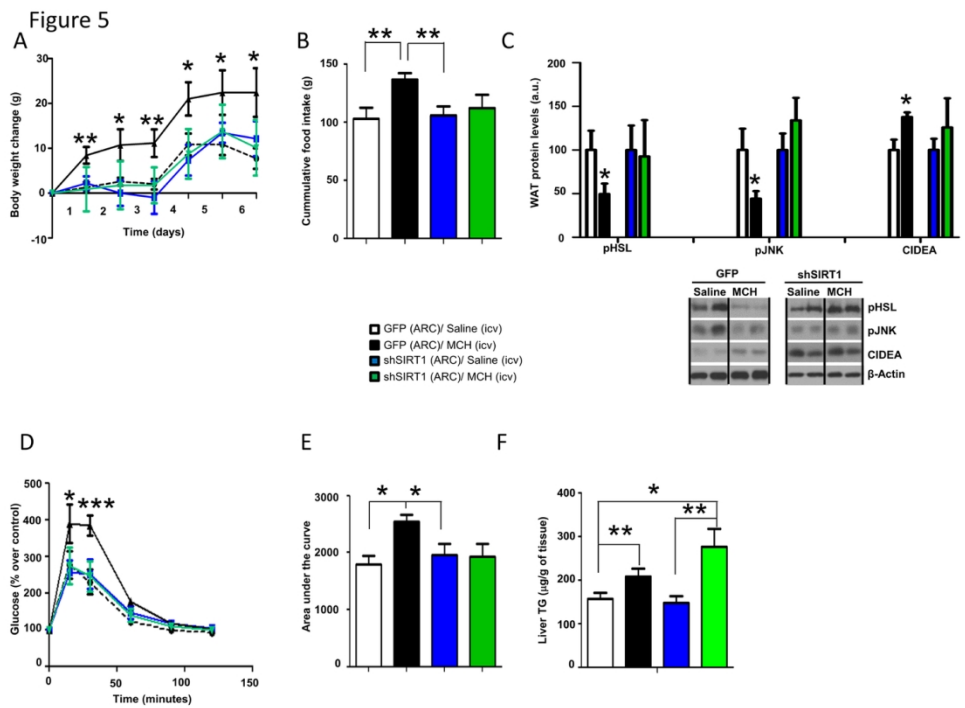 Figure 5
A
Body weight change (g)
30
20
10
0
-10
1 2 3 4 5 6
Time (days)
** * ** * * *
B
Cummulative food intake (g)
150
100
50
0
** **
C
WAT protein levels (a.u.)
200
150
100
50
0
* * *
pHSL pJNK CIDEA
GFP shSIRT1
Saline MCH Saline MCH
pHSL
pJNK
CIDEA
β-Actin
GFP (ARC)/ Saline (icv)
GFP (ARC)/ MCH (icv)
shSIRT1 (ARC)/ Saline (icv)
shSIRT1 (ARC)/ MCH (icv)
D
Glucose (% over control)
500
400
300
200
100
0
0 50 100 150
Time (minutes)
* ***
E
Area under the curve
3000
2000
1000
0
* *
F
Liver TG (µg/g of tissue)
400
300
200
100
0
*
** **